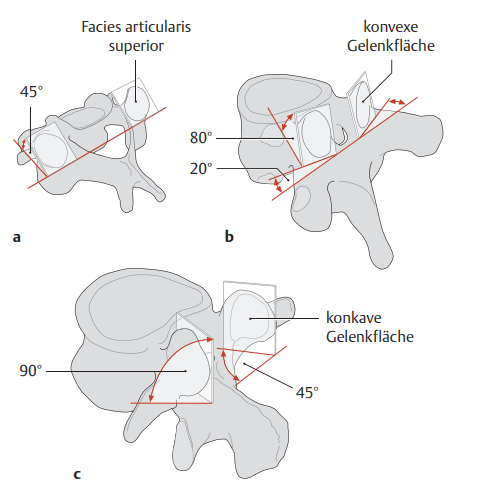 Facies articularis
superior
45°
a
konvexe
Gelenkfläche
80°
20°
b
konkave
Gelenkfläche
90°
45°
c